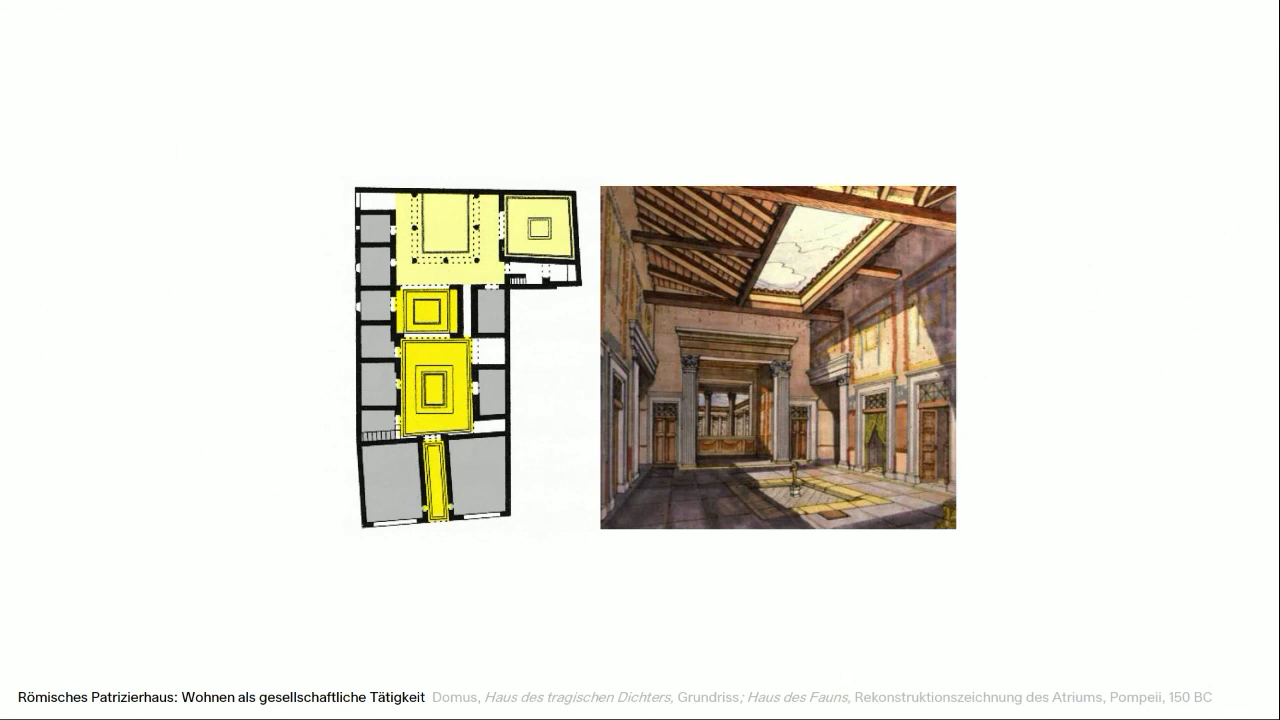 Römisches Patrizierhaus: Wohnen als gesellschaftliche Tätigkeit Domus, Haus des tragischen Dichters, Grundriss; Haus des Fauns, Rekonstruktionszeichnung des Atriums, Pompeii, 150 BC